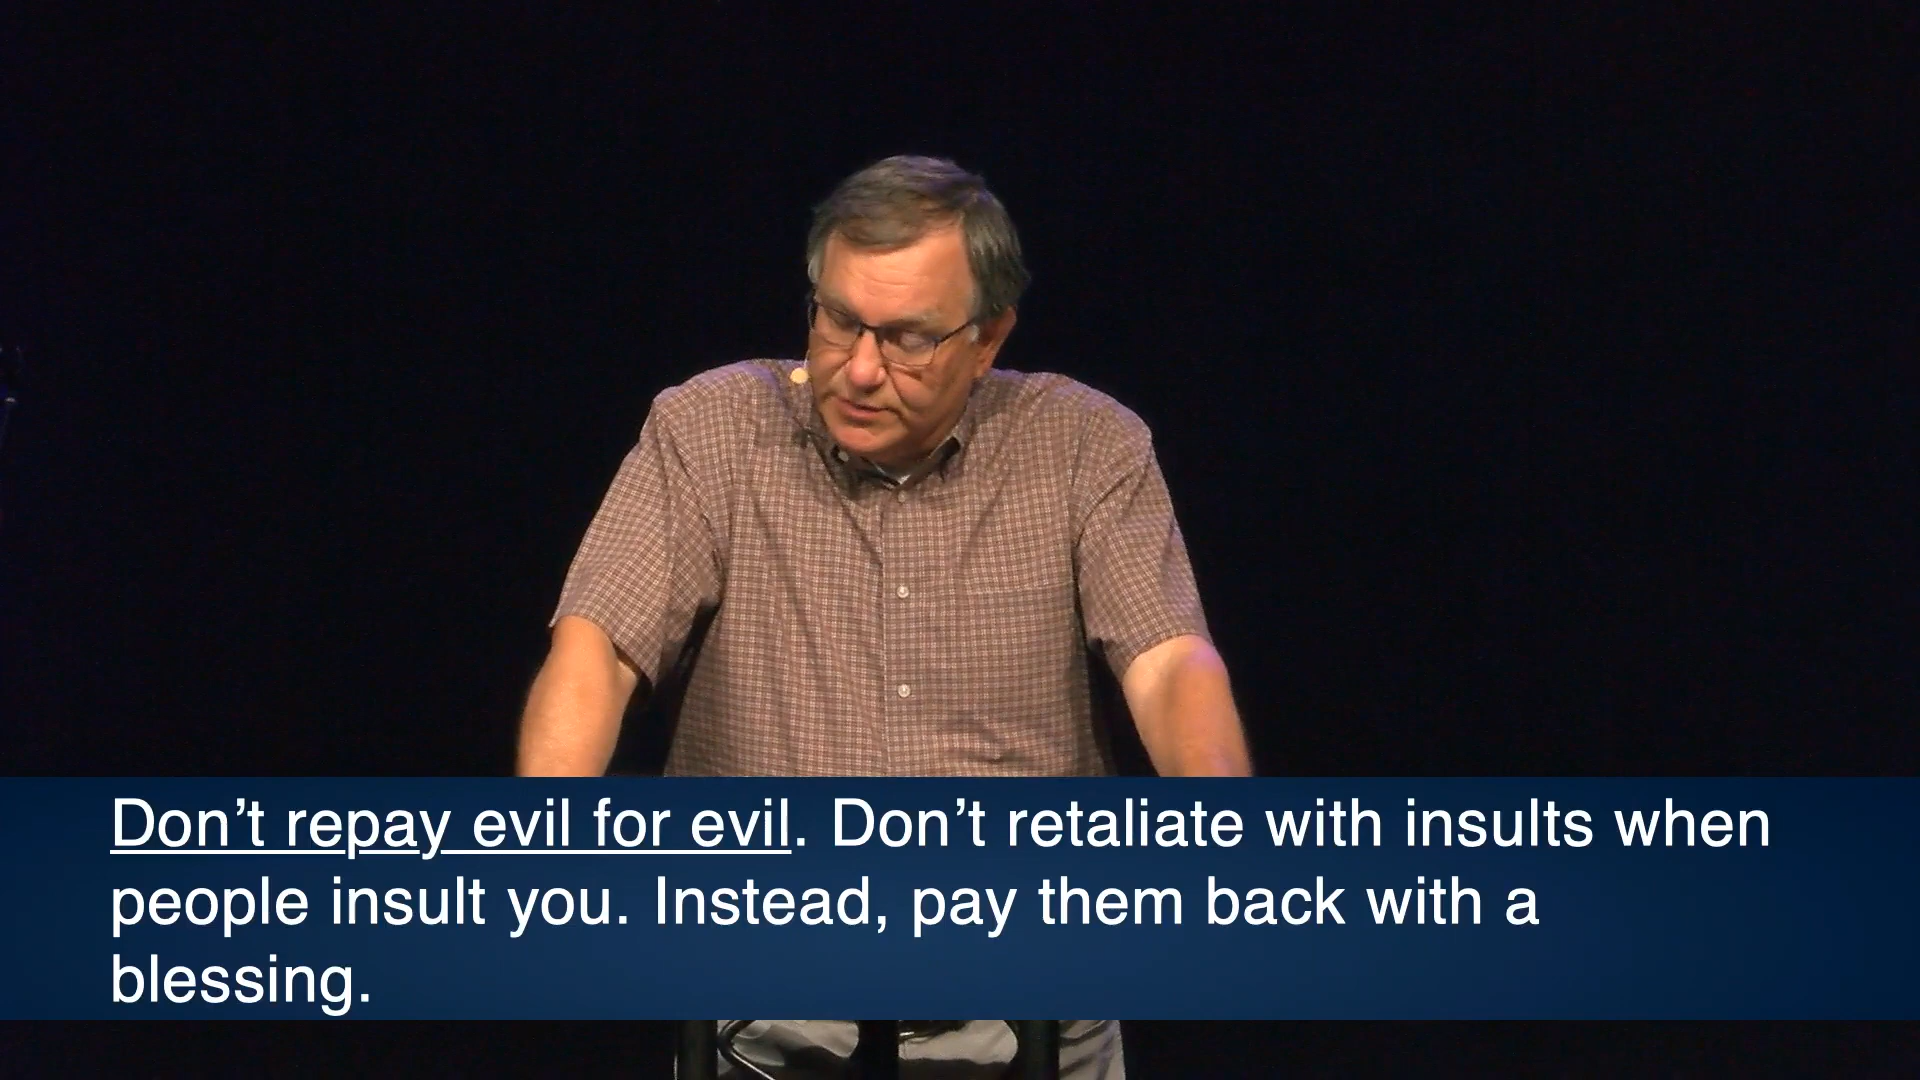 Don’t repay evil for evil. Don’t retaliate with insults when
people insult you. Instead, pay them back with a
blessing.